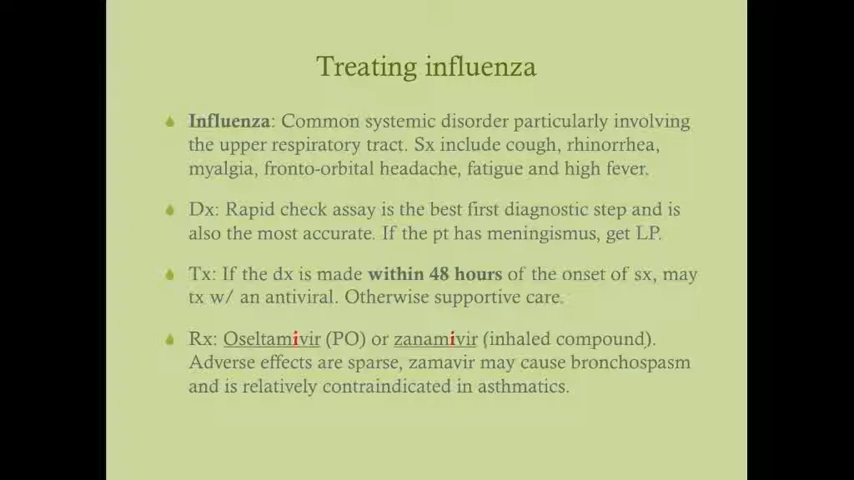 Treating influenza
Influenza: Common systemic disorder particularly involving
the upper respiratory tract. Sx include cough, rhinorrhea,
myalgia, fronto-orbital headache, fatigue and high fever.
Dx: Rapid check assay is the best first diagnostic step and is
also the most accurate. If the pt has meningismus, get LP.
Tx: If the dx is made within 48 hours of the onset of sx, may
tx w/ an antiviral. Otherwise supportive care.
Rx: Oseltamivir (PO) or zanamivir (inhaled compound).
Adverse effects are sparse, zamavir may cause bronchospasm
and is relatively contraindicated in asthmatics.